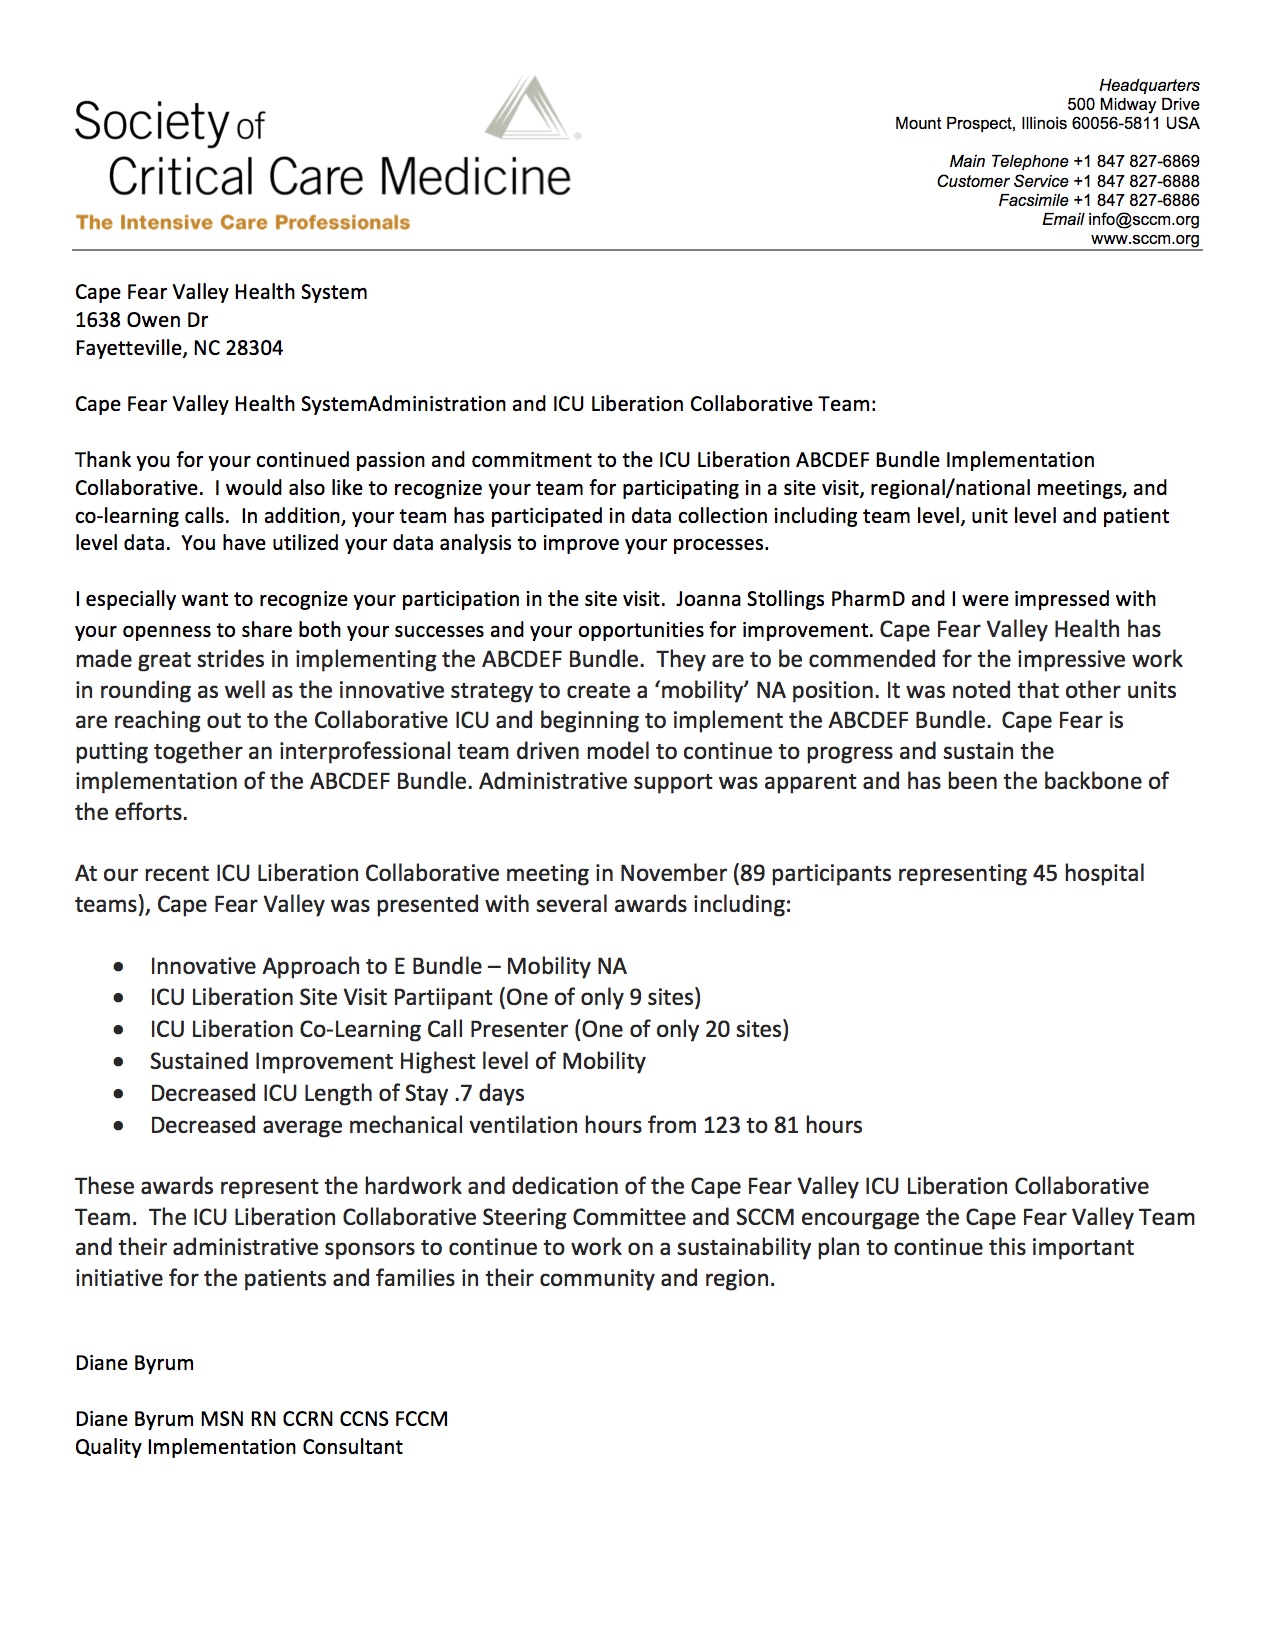 Society of
Critical Care Medicine
The Intensive Care Professionals
Headquarters
500 Midway Drive
Mount Prospect, Illinois 60056-5811 USA
Main Telephone +1 847 827-6869
Customer Service +1 847 827-6888
Facsimile +1 847 827-6886
Email info@sccm.org
www.sccm.org
Cape Fear Valley Health System
1638 Owen Dr
Fayetteville, NC 28304
Cape Fear Valley Health SystemAdministration and ICU Liberation Collaborative Team:
Thank you for your continued passion and commitment to the ICU Liberation ABCDEF Bundle Implementation
Collaborative.  I would also like to recognize your team for participating in a site visit, regional/national meetings, and
co-learning calls.  In addition, your team has participated in data collection including team level, unit level and patient
level data.  You have utilized your data analysis to improve your processes.
I especially want to recognize your participation in the site visit.  Joanna Stollings PharmD and I were impressed with
your openness to share both your successes and your opportunities for improvement. Cape Fear Valley Health has
made great strides in implementing the ABCDEF Bundle.  They are to be commended for the impressive work
in rounding as well as the innovative strategy to create a ‘mobility’ NA position. It was noted that other units
are reaching out to the Collaborative ICU and beginning to implement the ABCDEF Bundle.  Cape Fear is
putting together an interprofessional team driven model to continue to progress and sustain the
implementation of the ABCDEF Bundle. Administrative support was apparent and has been the backbone of
the efforts.
At our recent ICU Liberation Collaborative meeting in November (89 participants representing 45 hospital
teams), Cape Fear Valley was presented with several awards including:
• Innovative Approach to E Bundle – Mobility NA
• ICU Liberation Site Visit Partiipant (One of only 9 sites)
• ICU Liberation Co-Learning Call Presenter (One of only 20 sites)
• Sustained Improvement Highest level of Mobility
• Decreased ICU Length of Stay .7 days
• Decreased average mechanical ventilation hours from 123 to 81 hours
These awards represent the hardwork and dedication of the Cape Fear Valley ICU Liberation Collaborative
Team.  The ICU Liberation Collaborative Steering Committee and SCCM encourgage the Cape Fear Valley Team
and their administrative sponsors to continue to work on a sustainability plan to continue this important
initiative for the patients and families in their community and region.
Diane Byrum
Diane Byrum MSN RN CCRN CCNS FCCM
Quality Implementation Consultant